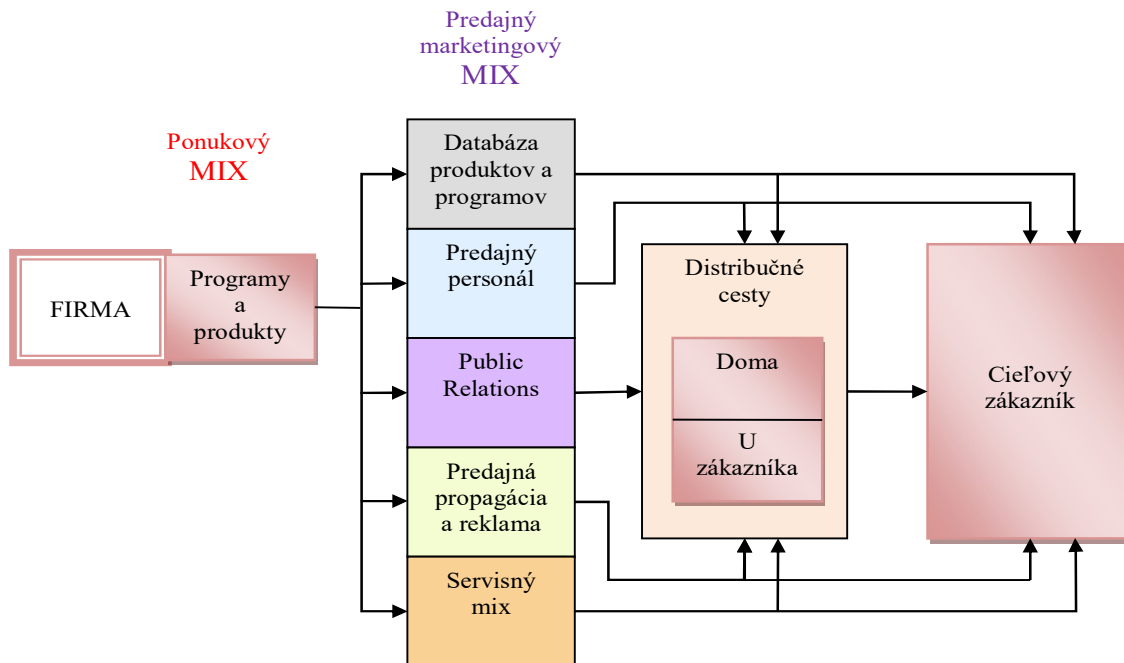 Predajný
marketingový
MIX
Ponukový
MIX
FIRMA
Programy
a
produkty
Databáza
produktov a
programov
Predajný
personál
Public
Relations
Predajná
propagácia
a reklama
Servisný
mix
Distribučné
cesty
Doma
U
zákazníka
Cieľový
zákazník